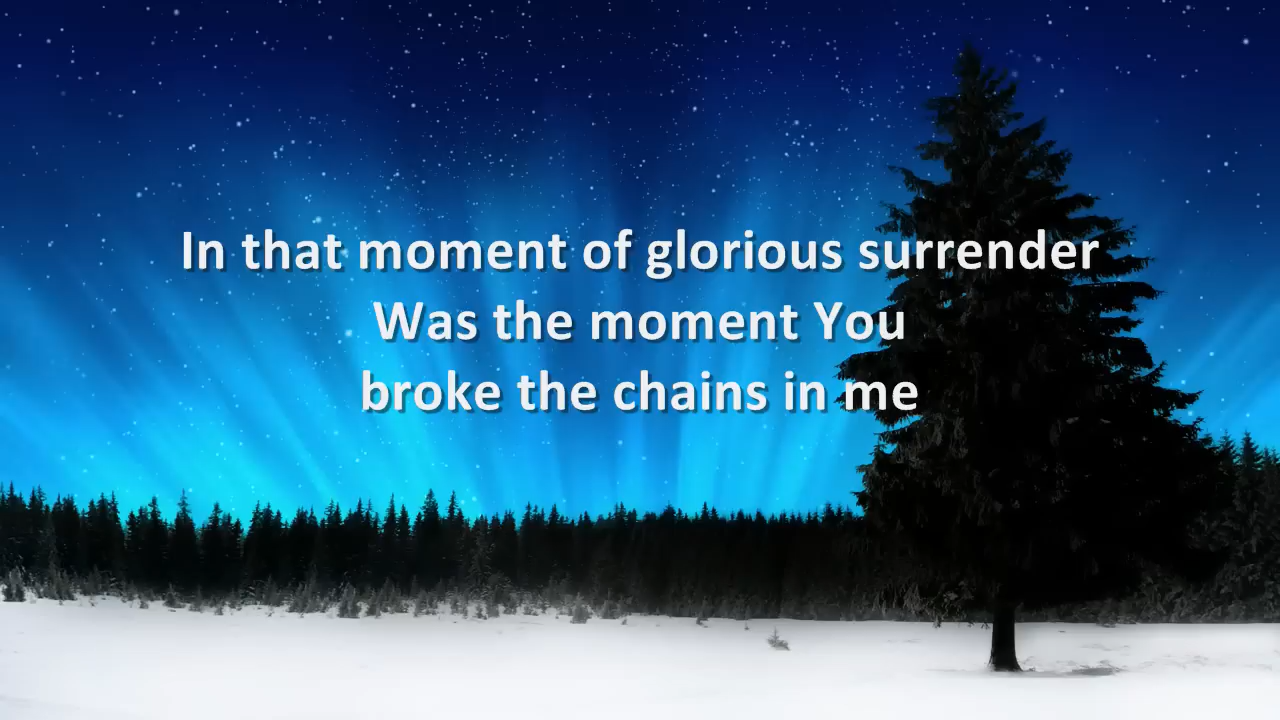 In that moment of glorious surrender
Was the moment You
broke the chains in me